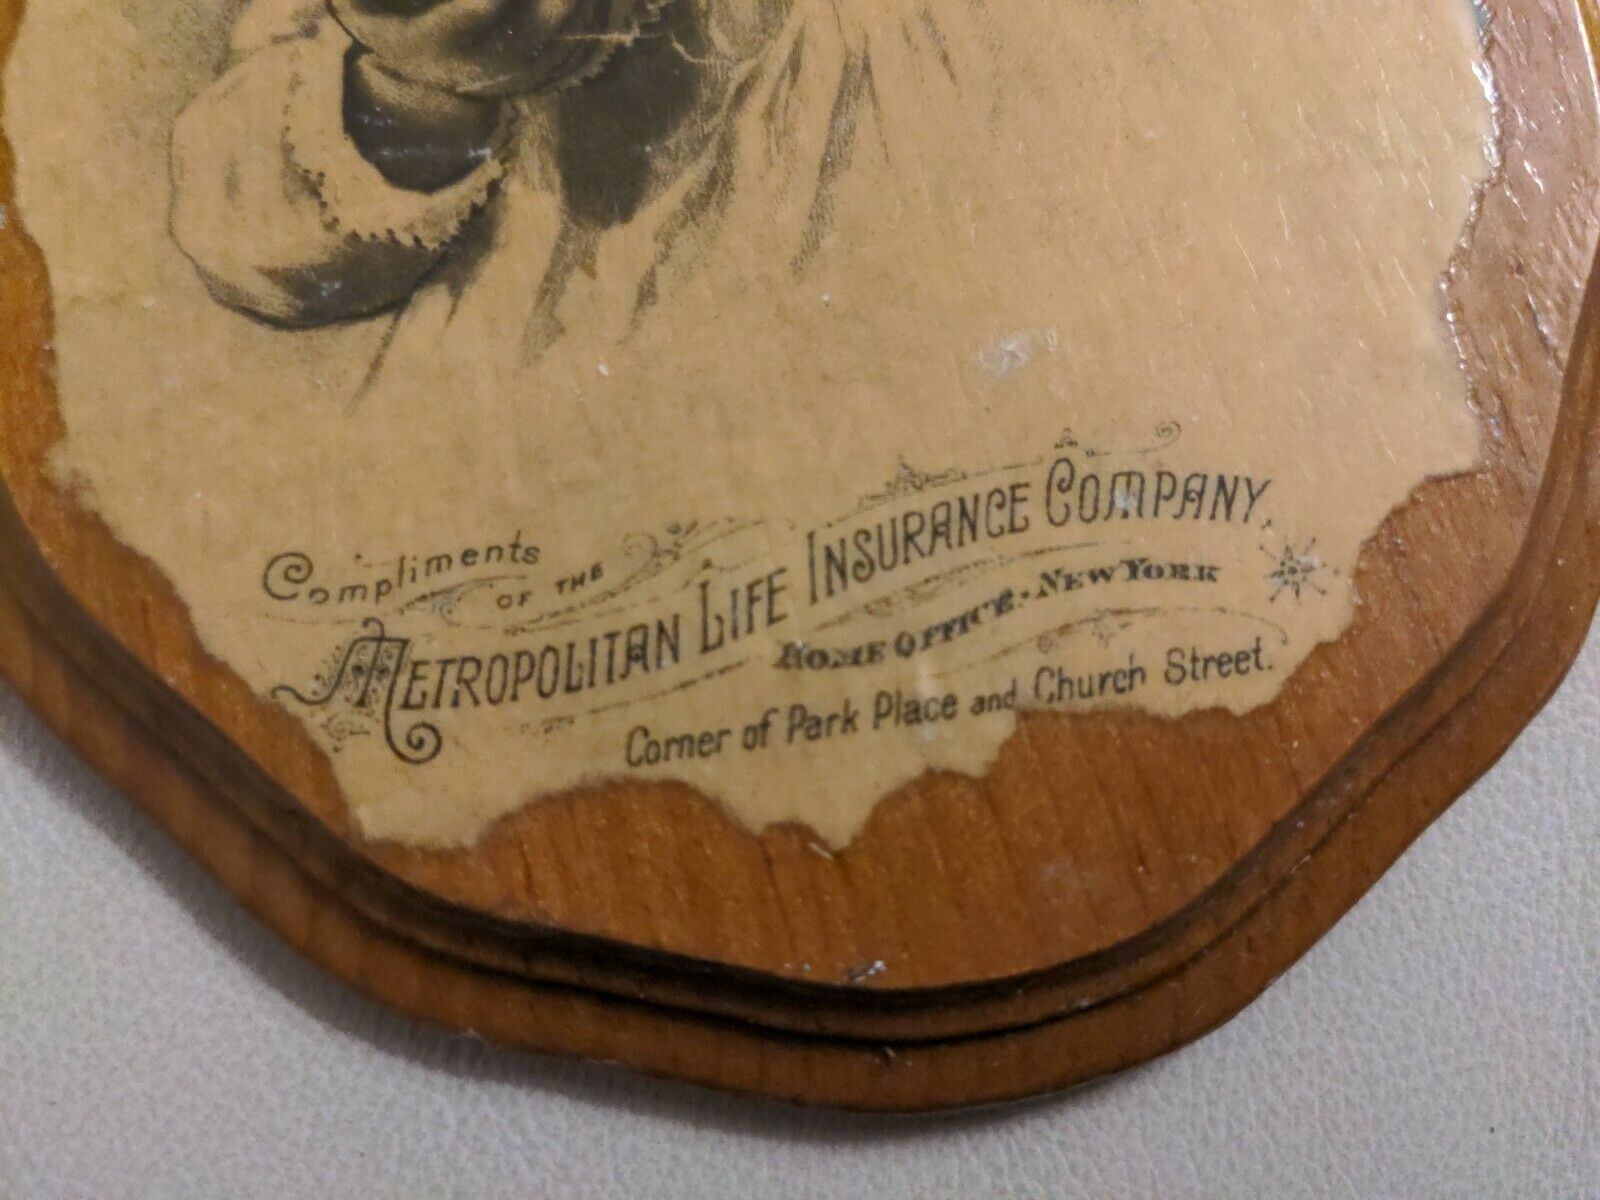 Compliments
OF THE
METROPOLITAN LIFE INSURANCE COMPANY,
HOME OFFICE · NEW YORK
Corner of Park Place and Church Street.